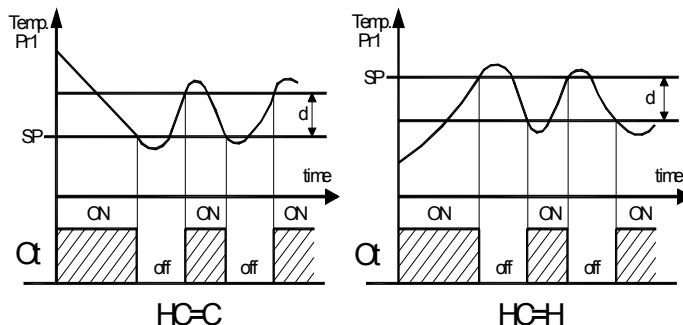 Temp.
Pr1
d
SP
time
ON
ON
ON
Ot
off
off
HC=C
Temp.
Pr1
SP
d
time
ON
ON
ON
Ot
off
off
HC=H